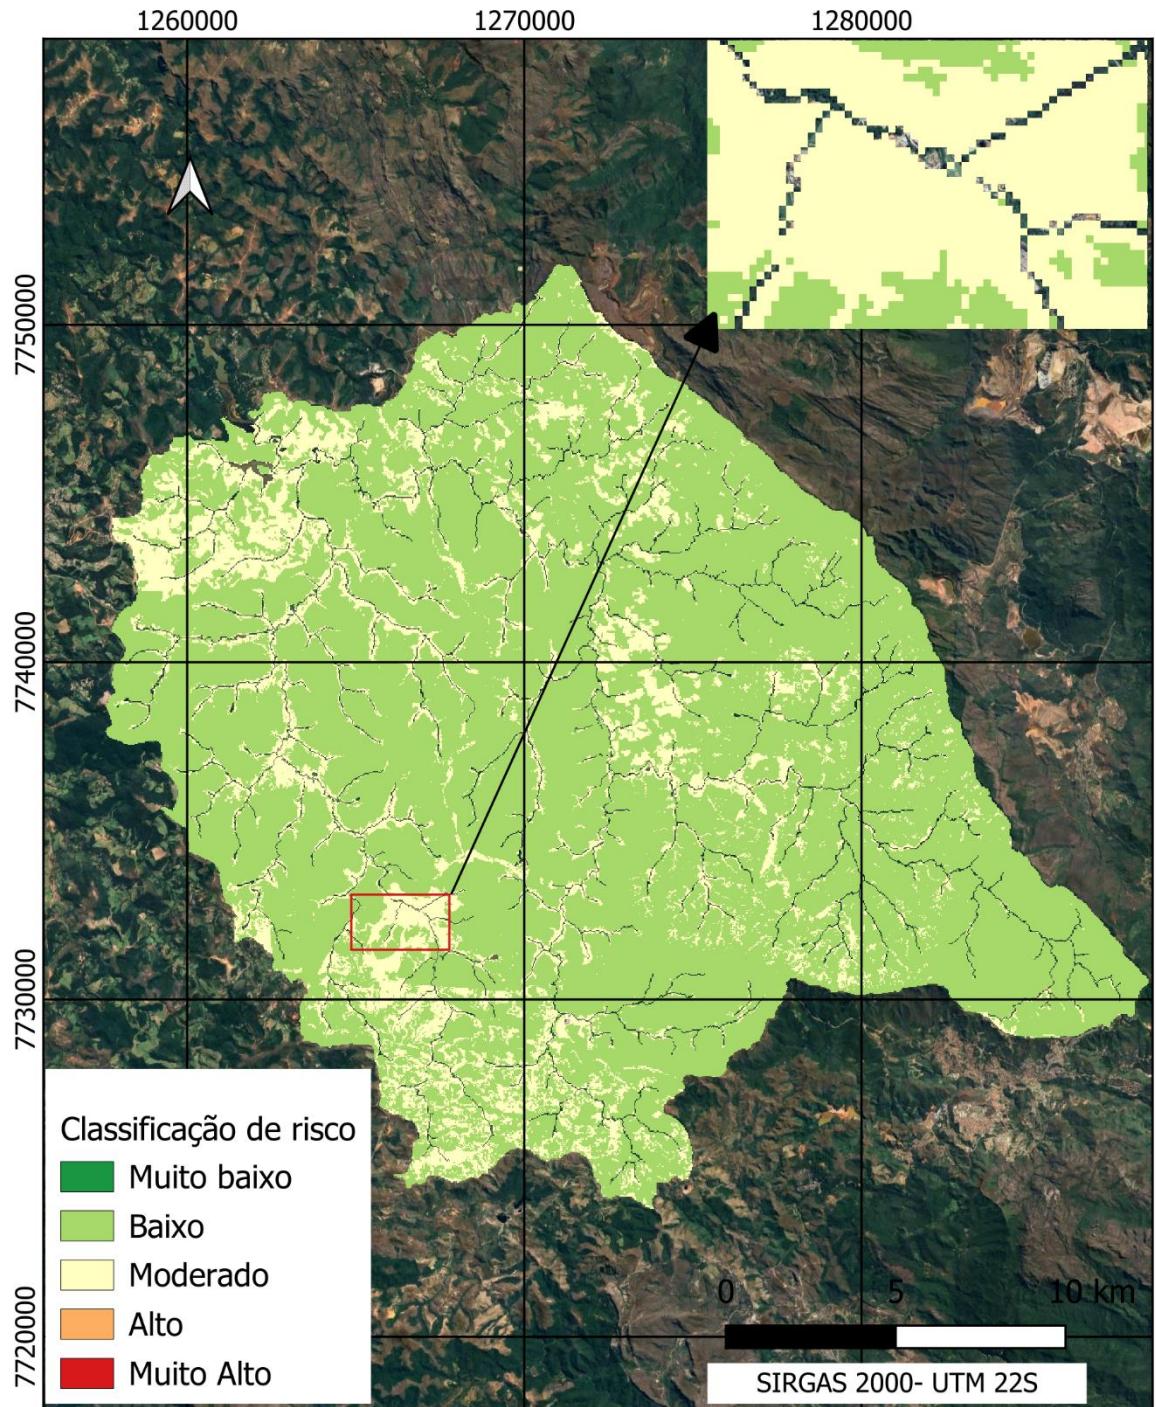 1260000 1270000 1280000
7750000
7740000
7730000
7720000
Classificação de risco
Muito baixo
Baixo
Moderado
Alto
Muito Alto
0 5 10 km
SIRGAS 2000- UTM 22S